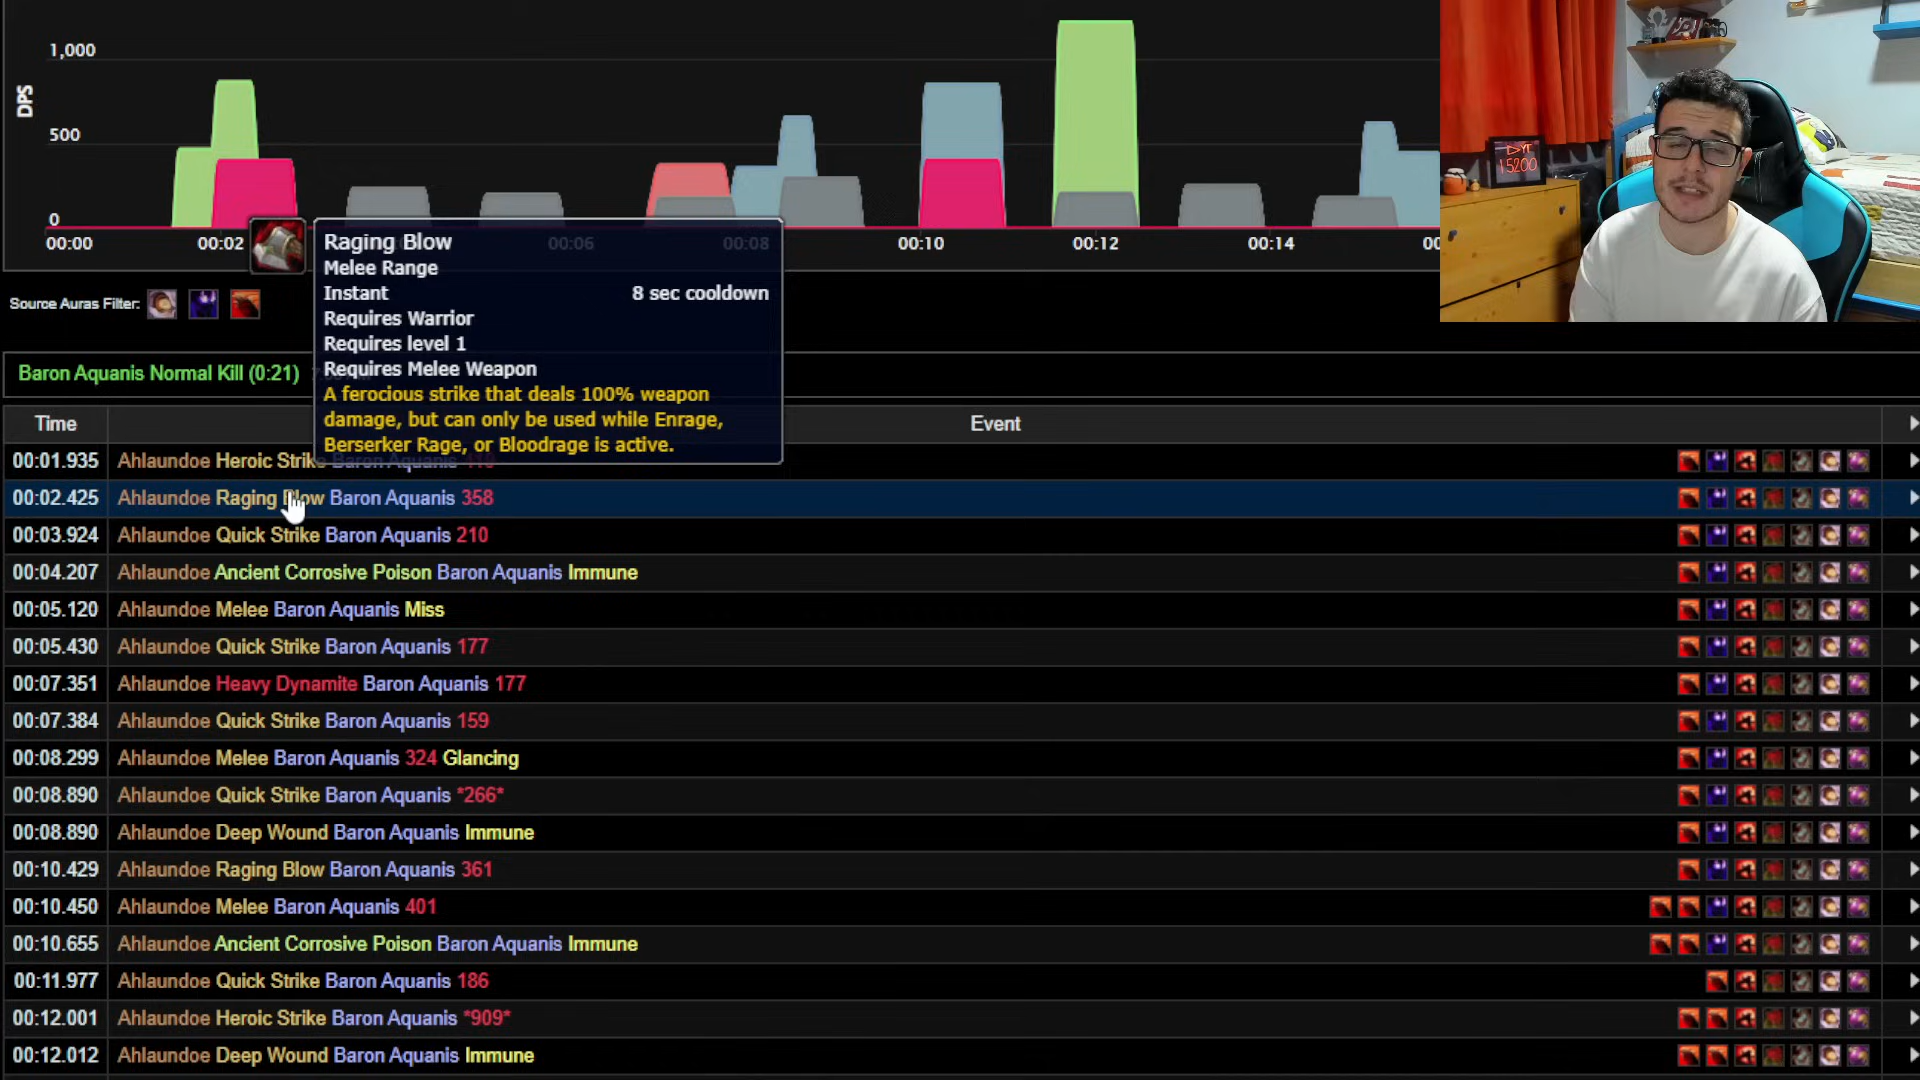 1,000
DPS
500
0
00:00 00:02 00:06 00:08 00:10 00:12 00:14
Raging Blow
Melee Range
Instant 8 sec cooldown
Requires Warrior
Requires level 1
Requires Melee Weapon
A ferocious strike that deals 100% weapon
damage, but can only be used while Enrage,
Berserker Rage, or Bloodrage is active.
15200
Source Auras Filter:
Baron Aquanis Normal Kill (0:21)
Time Event
00:01.935 Ahlaundoe Heroic Strike Baron Aquanis
00:02.425 Ahlaundoe Raging Blow Baron Aquanis 358
00:03.924 Ahlaundoe Quick Strike Baron Aquanis 210
00:04.207 Ahlaundoe Ancient Corrosive Poison Baron Aquanis Immune
00:05.120 Ahlaundoe Melee Baron Aquanis Miss
00:05.430 Ahlaundoe Quick Strike Baron Aquanis 177
00:07.351 Ahlaundoe Heavy Dynamite Baron Aquanis 177
00:07.384 Ahlaundoe Quick Strike Baron Aquanis 159
00:08.299 Ahlaundoe Melee Baron Aquanis 324 Glancing
00:08.890 Ahlaundoe Quick Strike Baron Aquanis *266*
00:08.890 Ahlaundoe Deep Wound Baron Aquanis Immune
00:10.429 Ahlaundoe Raging Blow Baron Aquanis 361
00:10.450 Ahlaundoe Melee Baron Aquanis 401
00:10.655 Ahlaundoe Ancient Corrosive Poison Baron Aquanis Immune
00:11.977 Ahlaundoe Quick Strike Baron Aquanis 186
00:12.001 Ahlaundoe Heroic Strike Baron Aquanis *909*
00:12.012 Ahlaundoe Deep Wound Baron Aquanis Immune